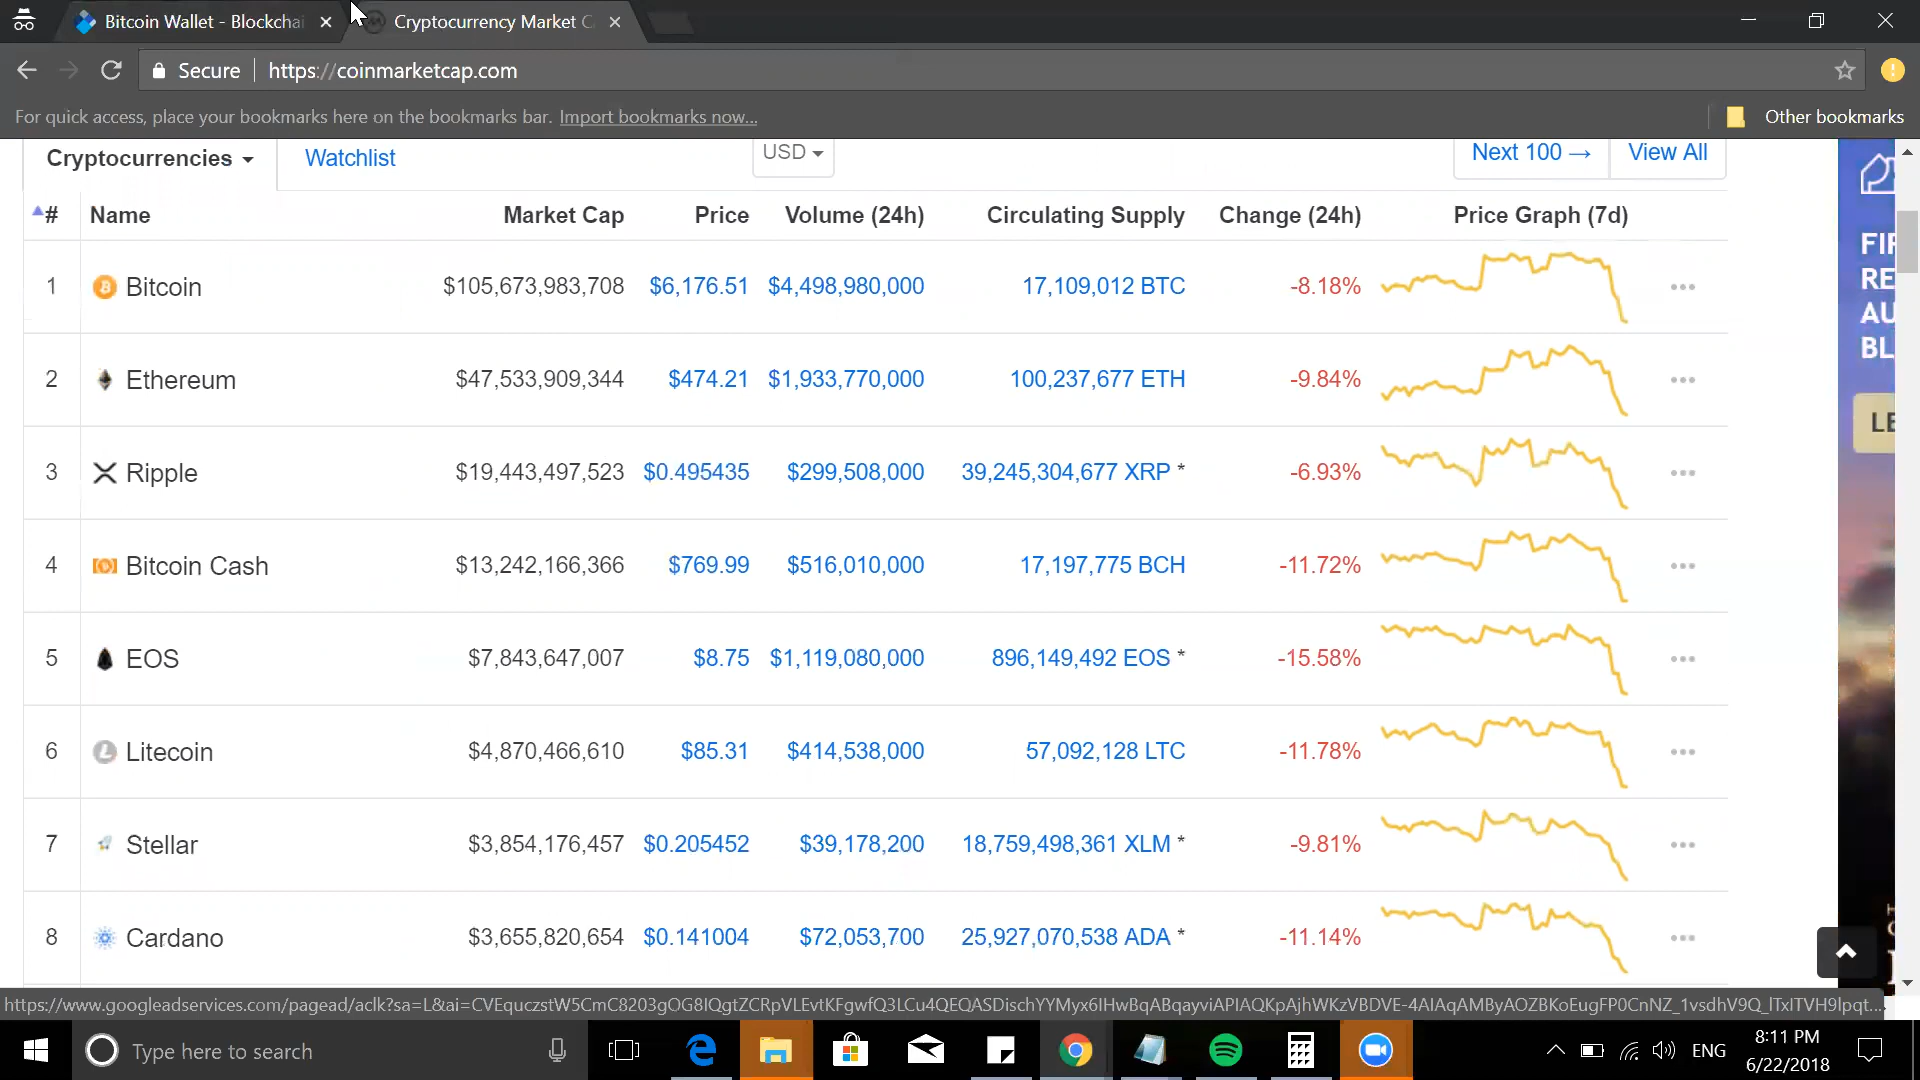 Bitcoin Wallet - Blockchai
Cryptocurrency Market C
Secure https://coinmarketcap.com
For quick access, place your bookmarks here on the bookmarks bar. Import bookmarks now...
Other bookmarks
Cryptocurrencies Watchlist USD Next 100 → View All
# Name Market Cap Price Volume (24h) Circulating Supply Change (24h) Price Graph (7d)
1 Bitcoin $105,673,983,708 $6,176.51 $4,498,980,000 17,109,012 BTC -8.18%
2 Ethereum $47,533,909,344 $474.21 $1,933,770,000 100,237,677 ETH -9.84%
3 Ripple $19,443,497,523 $0.495435 $299,508,000 39,245,304,677 XRP * -6.93%
4 Bitcoin Cash $13,242,166,366 $769.99 $516,010,000 17,197,775 BCH -11.72%
5 EOS $7,843,647,007 $8.75 $1,119,080,000 896,149,492 EOS * -15.58%
6 Litecoin $4,870,466,610 $85.31 $414,538,000 57,092,128 LTC -11.78%
7 Stellar $3,854,176,457 $0.205452 $39,178,200 18,759,498,361 XLM * -9.81%
8 Cardano $3,655,820,654 $0.141004 $72,053,700 25,927,070,538 ADA * -11.14%
FI
RE
AU
BL
LE
Type here to search
ENG
8:11 PM
6/22/2018